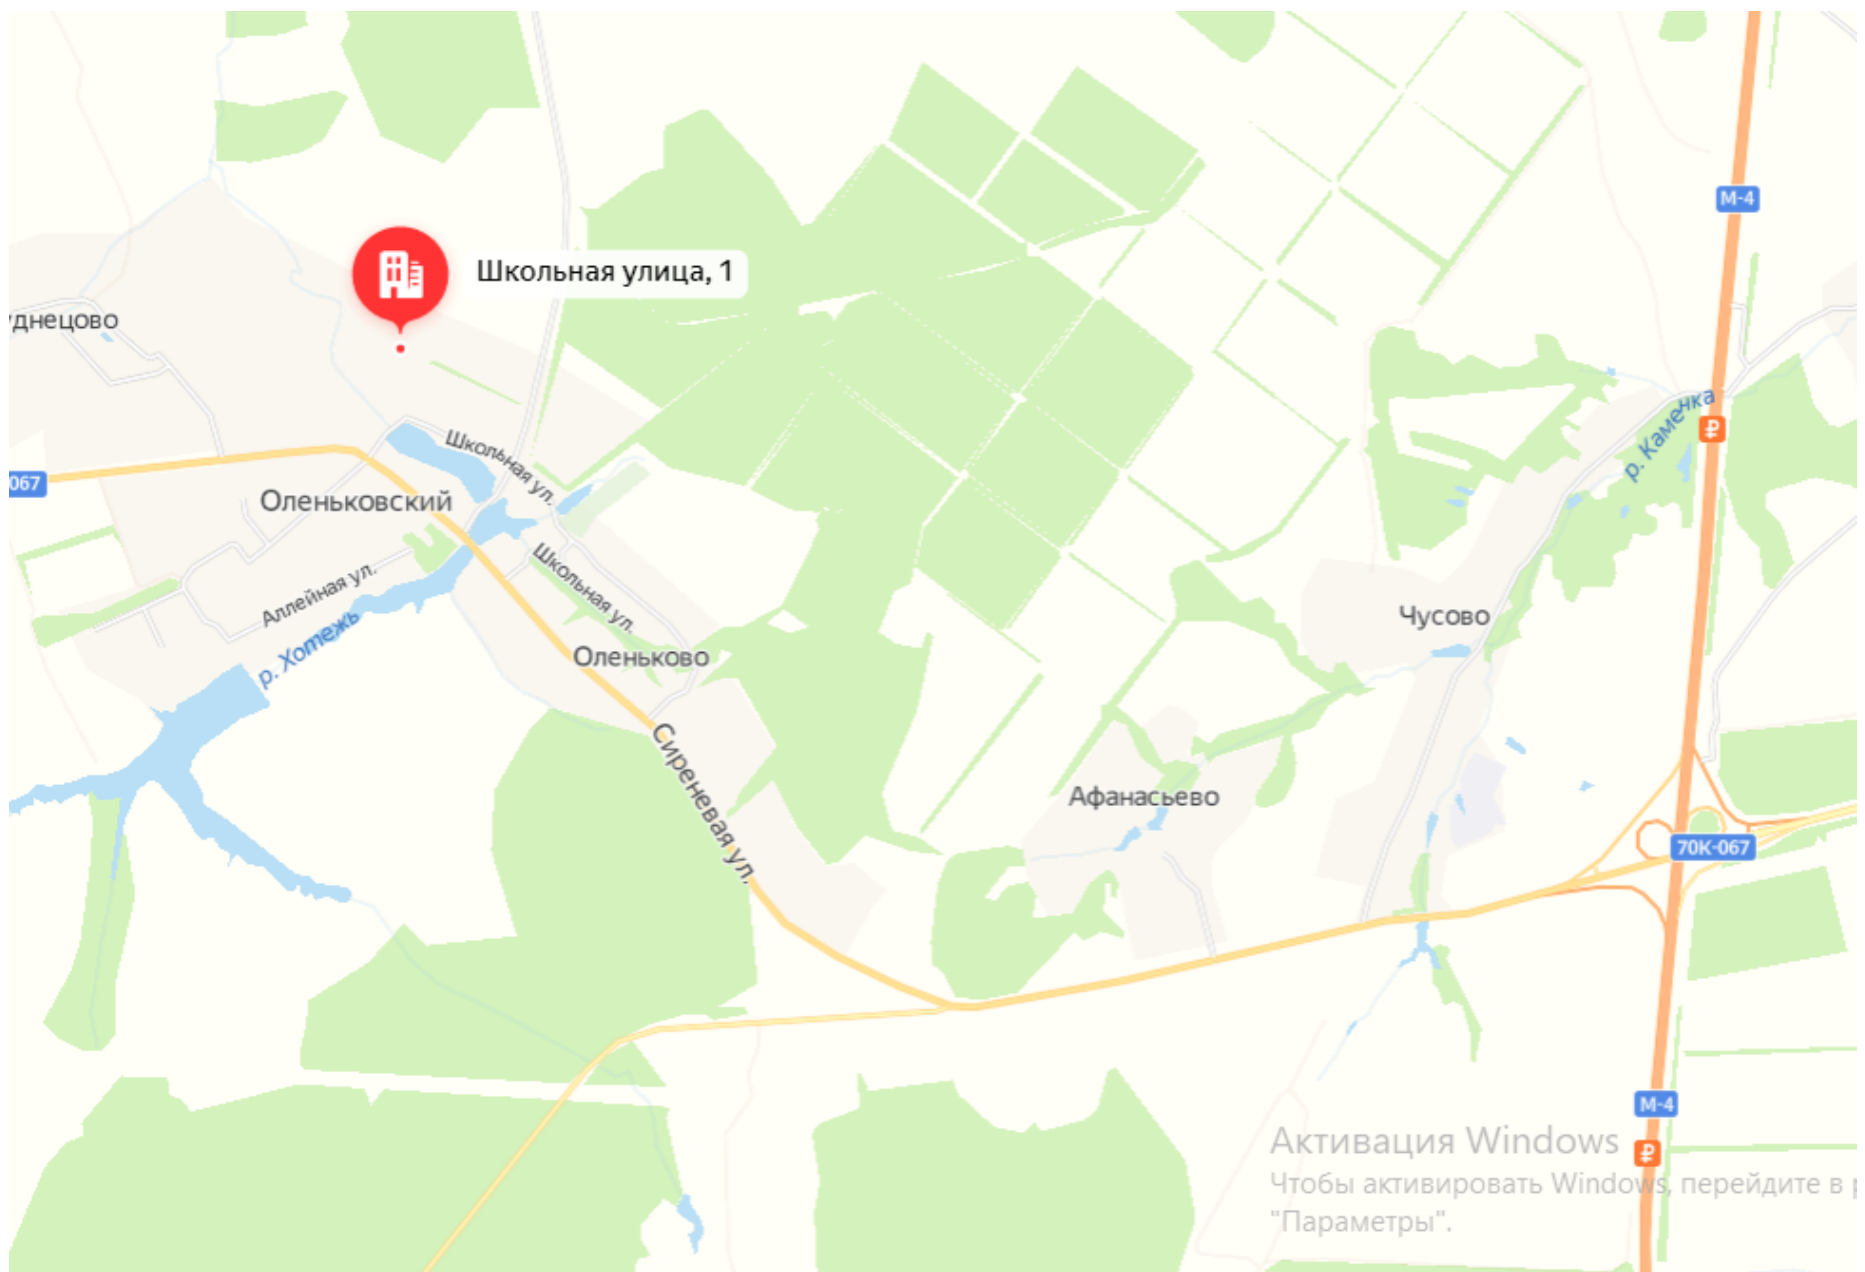 М-4
Школьная улица, 1
уднецово
р. Каменка
₽
Школьная ул.
067
Оленьковский
Школьная ул.
Аллейная ул.
Чусово
р. Хотежь
Оленьково
Сиреневая ул.
Афанасьево
70К-067
М-4
Активация Windows
₽
Чтобы активировать Windows, перейдите в р
"Параметры".